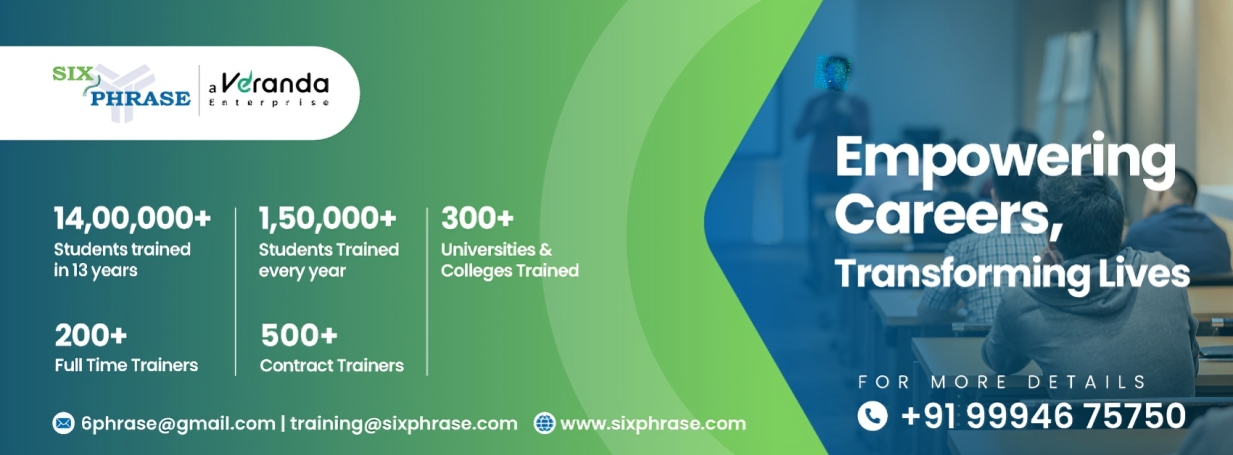 SIX
PHRASE
a Veranda
Enterprise
14,00,000+
Students trained
in 13 years
1,50,000+
Students Trained
every year
300+
Universities &
Colleges Trained
200+
Full Time Trainers
500+
Contract Trainers
6phrase@gmail.com | training@sixphrase.com
www.sixphrase.com
Empowering
Careers,
Transforming Lives
FOR MORE DETAILS
+91 99946 75750